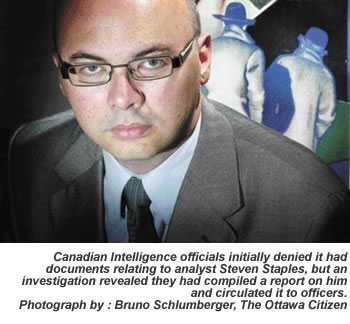 Canadian Intelligence officials initially denied it had
documents relating to analyst Steven Staples, but an
investigation revealed they had compiled a report on him
and circulated it to officers.
Photograph by : Bruno Schlumberger, The Ottawa Citizen